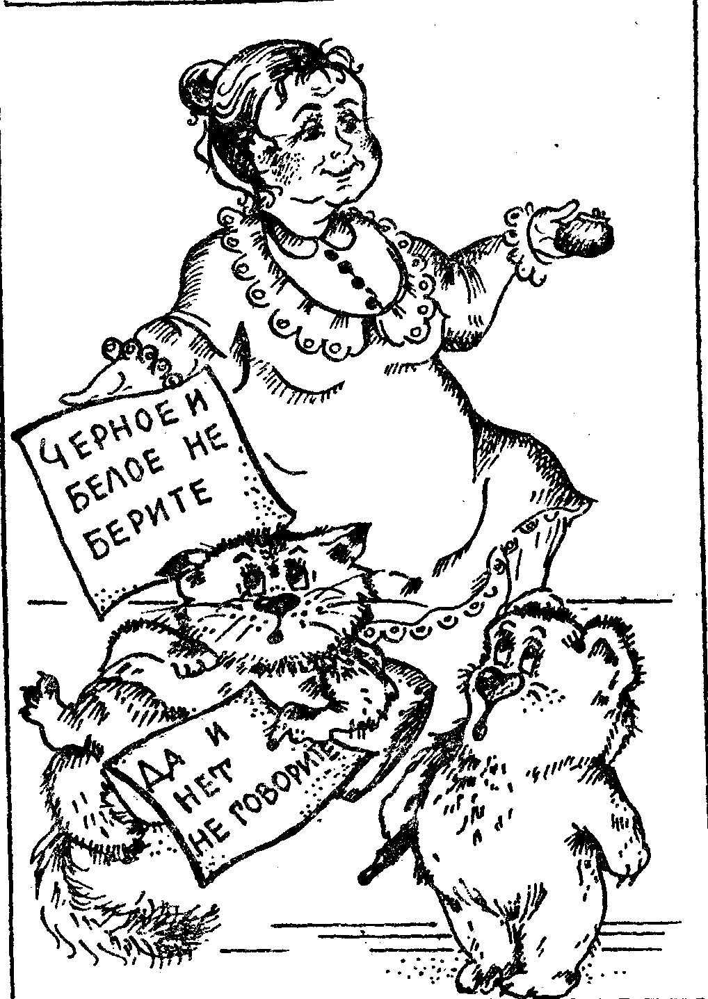 ЧЕРНОЕ И
БЕЛОЕ НЕ
БЕРИТЕ
ДА И
НЕТ
НЕ ГОВОРИТЕ